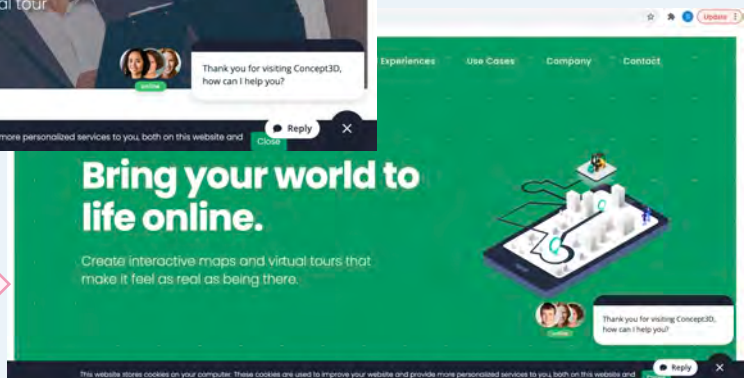 al tour
Thank you for visiting Concept3D,
how can I help you?
online
more personalized services to you, both on this website and
Close
Reply
Update
Experiences
Use Cases
Company
Contact
Bring your world to
life online.
Create interactive maps and virtual tours that
make it feel as real as being there.
Thank you for visiting Concept3D,
how can I help you?
online
This website stores cookies on your computer. These cookies are used to improve your website and provide more personalized services to you, both on this website and
Reply